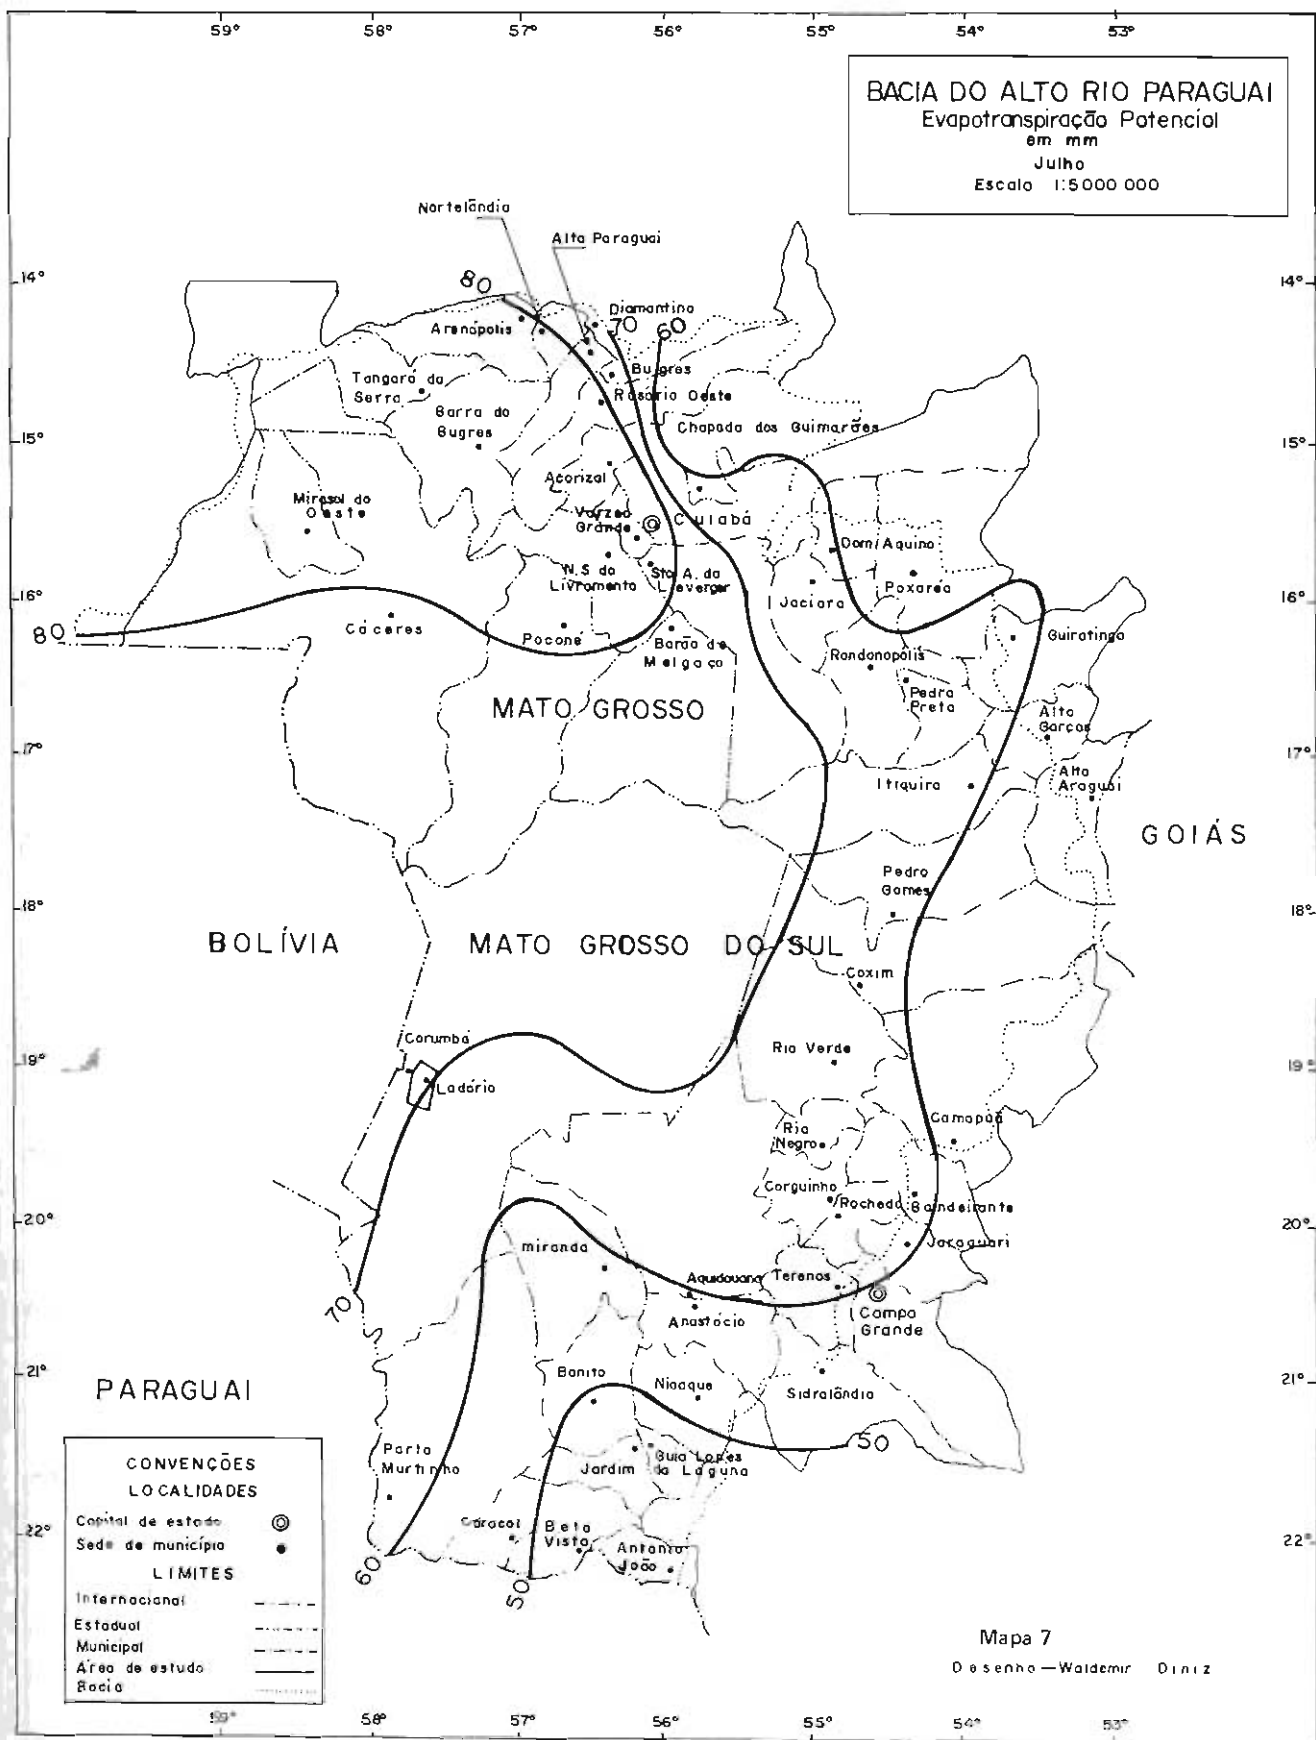 59°
58°
57°
56°
55°
54°
53°
BACIA DO ALTO RIO PARAGUAI
Evapotranspiração Potencial
em mm
Julho
Escala 1:5000 000
Nortelândia
Alto Paraguai
14°
14°
80
Diamantino
70
60
Arenápolis
Bugres
Tangará da
Serra
Rosário Oeste
Barra do
Bugres
Chapada dos Guimarães
15°
15°
Acorizal
Mirasol do
Oeste
Varzea
Grande
Cuiabá
Dom Aquino
N.S do
Livramento
Sto A. do
Leverger
Poxaréo
Jaciara
16°
16°
80
Cáceres
Poconé
Barão de
Melgaço
Guiratinga
Rondonopólis
Pedra
Preta
MATO GROSSO
Alto
Garças
17°
17°
Itiquira
Alto
Araguai
GOIÁS
Pedro
Gomes
18°
18°
BOLÍVIA
MATO GROSSO DO SUL
Coxim
Corumbá
Rio Verde
19°
19°
Ladário
Camapuã
Rio
Negro
Corguinho
Rochedo
Bandeirante
20°
20°
Jaraguari
miranda
Aquidauana
Terenos
70
Anastácio
Campo
Grande
21°
21°
PARAGUAI
Bonito
Nioaque
Sidrolândia
50
Porto
Murtinho
Jardim
Guia Lopes
da Laguna
CONVENÇÕES
LOCALIDADES
Capital de estado
Sede de município
LIMITES
Internacional
Estadual
Municipal
Área de estudo
Bacia
22°
22°
Caracol
Bela
Vista
Antonio
João
60
50
Mapa 7
Desenho — Waldemir Diniz
59°
58°
57°
56°
55°
54°
53°